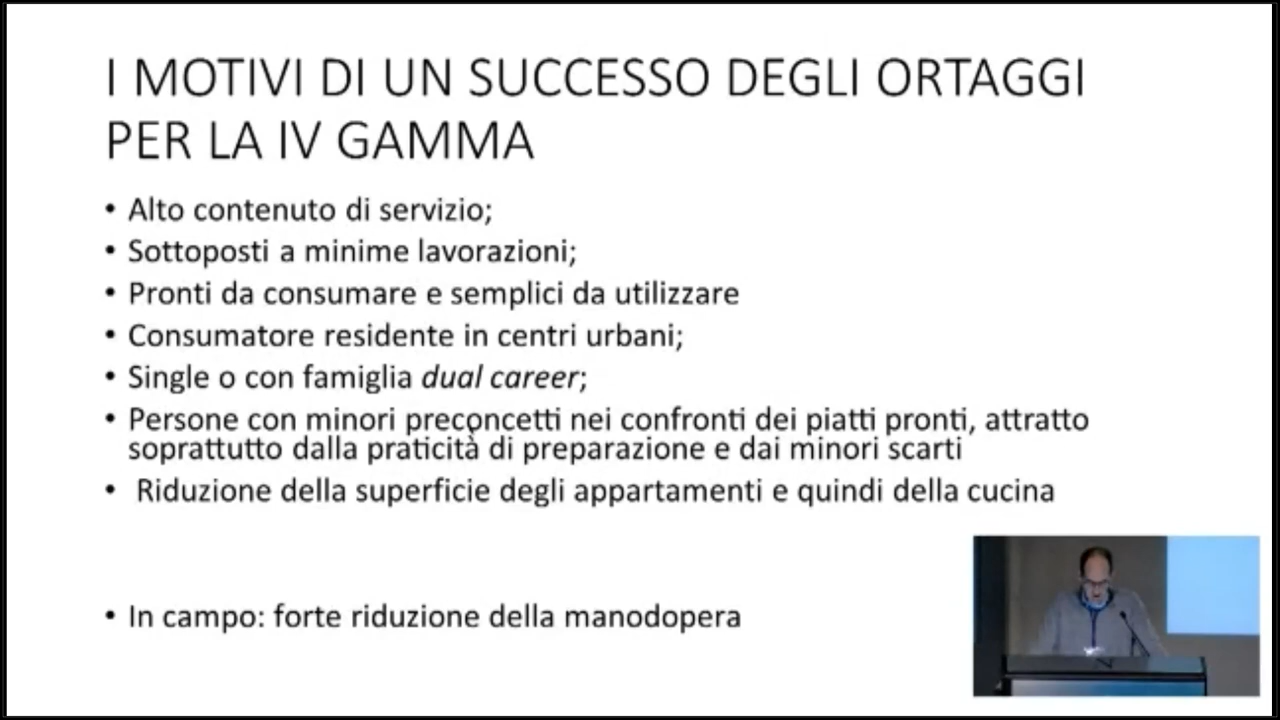 I MOTIVI DI UN SUCCESSO DEGLI ORTAGGI
PER LA IV GAMMA
• Alto contenuto di servizio;
• Sottoposti a minime lavorazioni;
• Pronti da consumare e semplici da utilizzare
• Consumatore residente in centri urbani;
• Single o con famiglia dual career;
• Persone con minori preconcetti nei confronti dei piatti pronti, attratto
soprattutto dalla praticità di preparazione e dai minori scarti
• Riduzione della superficie degli appartamenti e quindi della cucina
• In campo: forte riduzione della manodopera